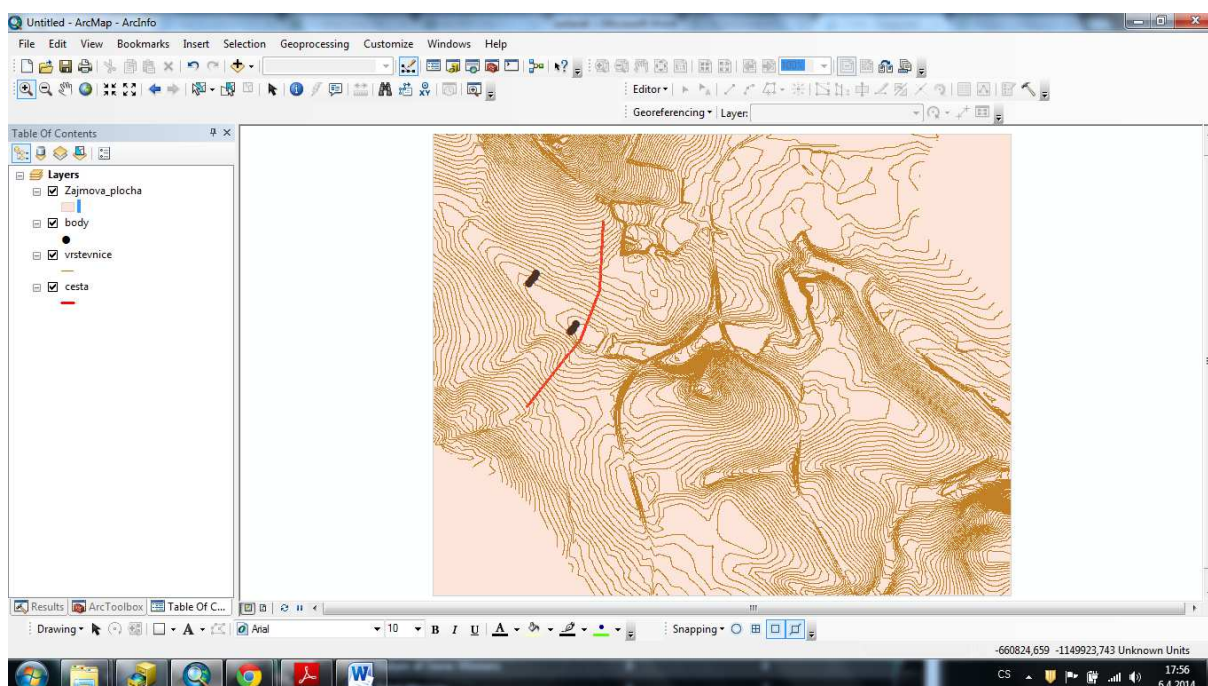 Untitled - ArcMap - ArcInfo
File Edit View Bookmarks Insert Selection Geoprocessing Customize Windows Help
Editor
Georeferencing Layer:
Table Of Contents
Layers
Zajmova_plocha
body
vrstevnice
cesta
Results ArcToolbox Table Of C...
Drawing A Arial 10 B I U A Snapping
-660824,659 -1149923,743 Unknown Units
CS 17:56
6.4.2014